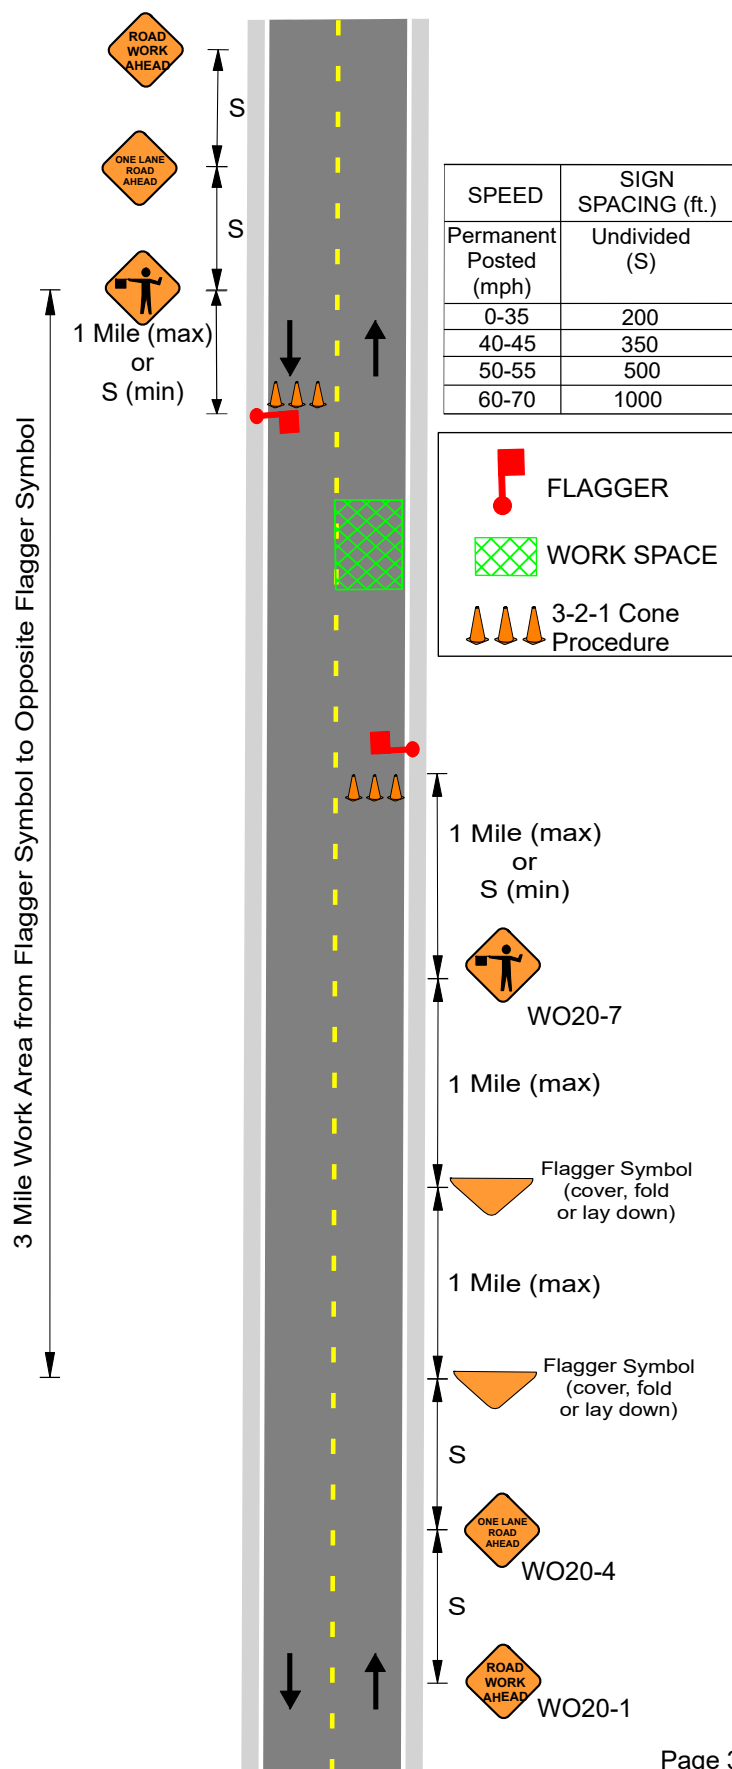 ROAD
WORK
AHEAD
S
ONE LANE
ROAD
AHEAD
S
1 Mile (max)
or
S (min)
3 Mile Work Area from Flagger Symbol to Opposite Flagger Symbol
SPEED
SIGN
SPACING (ft.)
Permanent
Posted
(mph)
Undivided
(S)
0-35 200
40-45 350
50-55 500
60-70 1000
FLAGGER
WORK SPACE
3-2-1 Cone
Procedure
1 Mile (max)
or
S (min)
WO20-7
1 Mile (max)
Flagger Symbol
(cover, fold
or lay down)
1 Mile (max)
Flagger Symbol
(cover, fold
or lay down)
S
ONE LANE
ROAD
AHEAD
WO20-4
S
ROAD
WORK
AHEAD
WO20-1
Page 3